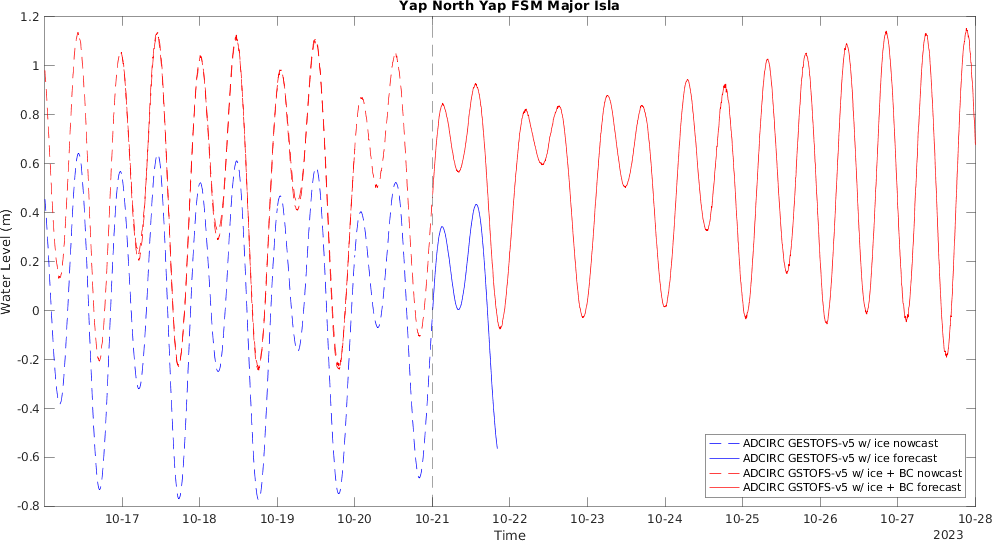 Yap North Yap FSM Major Isla
1.2
1
0.8
0.6
0.4
0.2
0
-0.2
-0.4
-0.6
-0.8
Water Level (m)
ADCIRC GESTOFS-v5 w/ ice nowcast
ADCIRC GESTOFS-v5 w/ ice forecast
ADCIRC GSTOFS-v5 w/ ice + BC nowcast
ADCIRC GSTOFS-v5 w/ ice + BC forecast
10-17 10-18 10-19 10-20 10-21 10-22 10-23 10-24 10-25 10-26 10-27 10-28
Time
2023